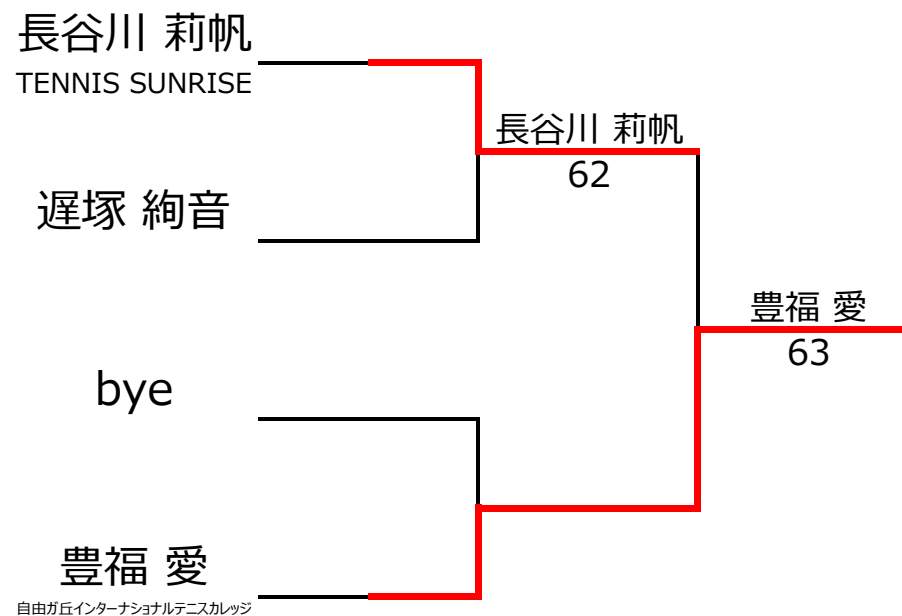 長谷川 莉帆
TENNIS SUNRISE
長谷川 莉帆
62
遅塚 絢音
豊福 愛
63
bye
豊福 愛
自由ガ丘インターナショナルテニスカレッジ